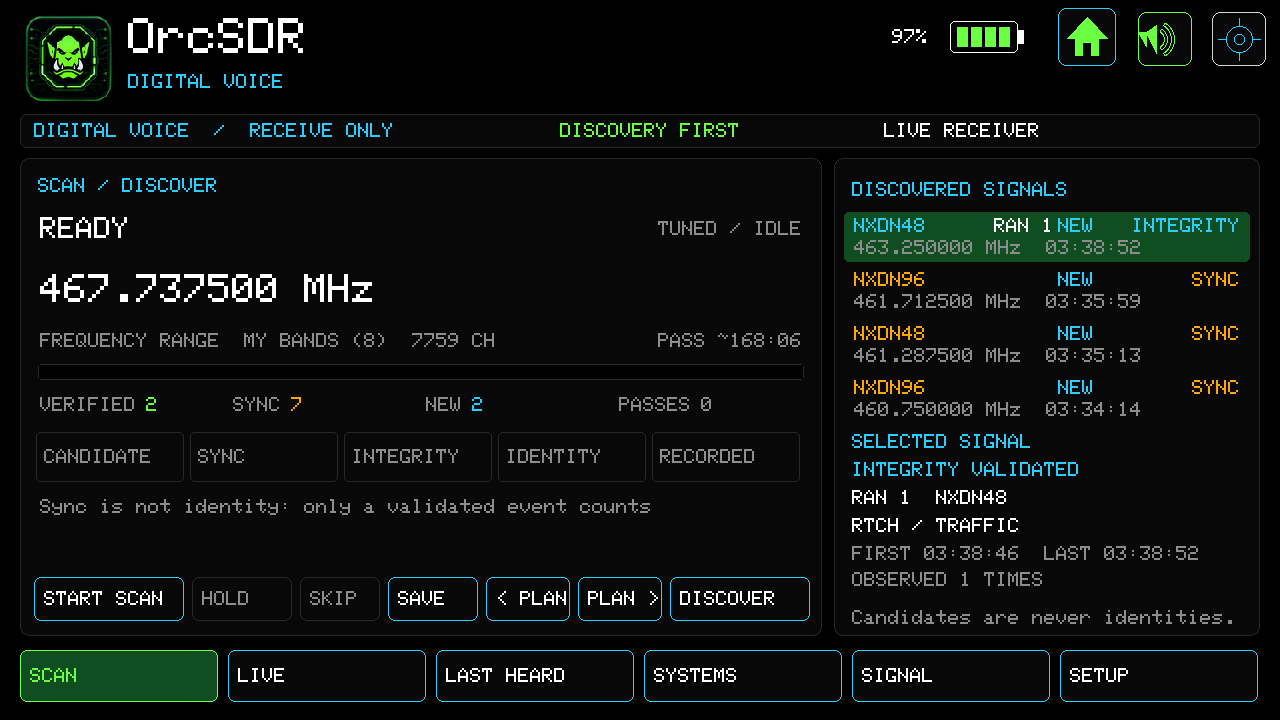 OrcSDR
97%
DIGITAL VOICE
DIGITAL VOICE / RECEIVE ONLY
DISCOVERY FIRST
LIVE RECEIVER
SCAN / DISCOVER
READY
TUNED / IDLE
467.737500 MHz
FREQUENCY RANGE MY BANDS (8) 7759 CH
PASS ~168:06
VERIFIED 2
SYNC 7
NEW 2
PASSES 0
CANDIDATE
SYNC
INTEGRITY
IDENTITY
RECORDED
Sync is not identity: only a validated event counts
START SCAN
HOLD
SKIP
SAVE
< PLAN
PLAN >
DISCOVER
DISCOVERED SIGNALS
NXDN48 RAN 1 NEW INTEGRITY
463.250000 MHz 03:38:52
NXDN96 NEW SYNC
461.712500 MHz 03:35:59
NXDN48 NEW SYNC
461.287500 MHz 03:35:13
NXDN96 NEW SYNC
460.750000 MHz 03:34:14
SELECTED SIGNAL
INTEGRITY VALIDATED
RAN 1 NXDN48
RTCH / TRAFFIC
FIRST 03:38:46 LAST 03:38:52
OBSERVED 1 TIMES
Candidates are never identities.
SCAN
LIVE
LAST HEARD
SYSTEMS
SIGNAL
SETUP